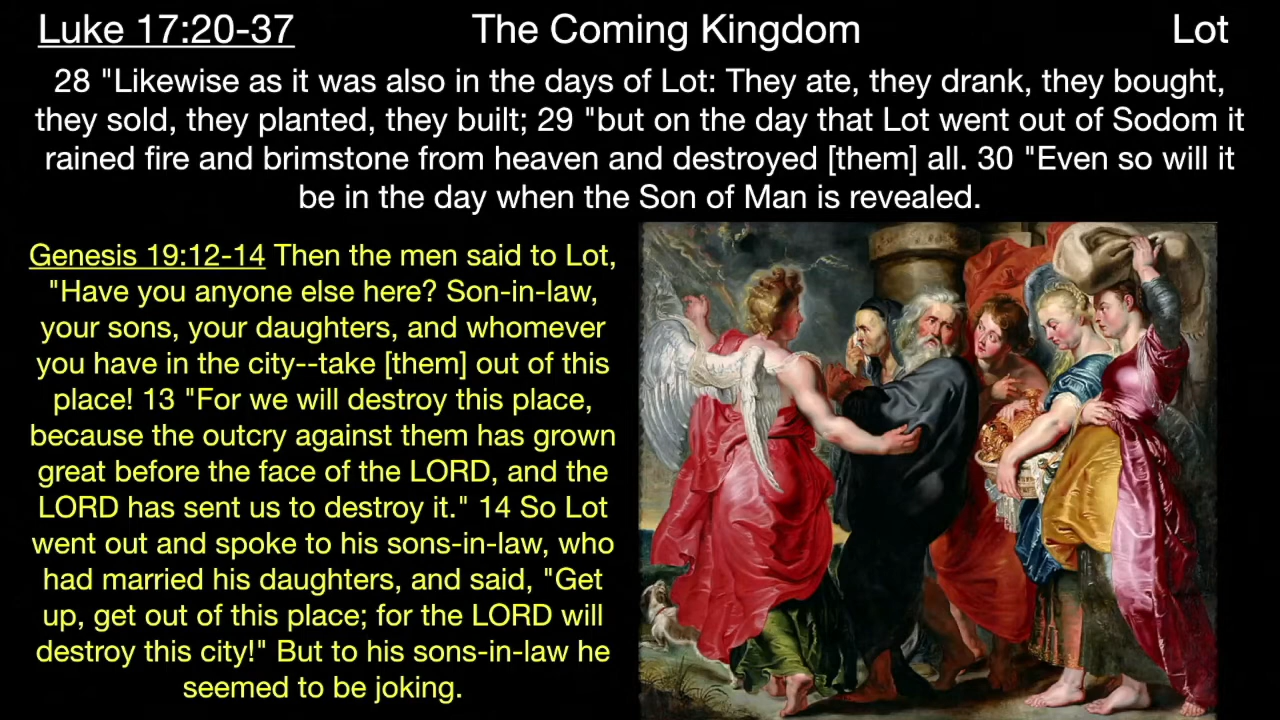 Luke 17:20-37 The Coming Kingdom Lot
28 "Likewise as it was also in the days of Lot: They ate, they drank, they bought,
they sold, they planted, they built; 29 "but on the day that Lot went out of Sodom it
rained fire and brimstone from heaven and destroyed [them] all. 30 "Even so will it
be in the day when the Son of Man is revealed.
Genesis 19:12-14 Then the men said to Lot,
"Have you anyone else here? Son-in-law,
your sons, your daughters, and whomever
you have in the city--take [them] out of this
place! 13 "For we will destroy this place,
because the outcry against them has grown
great before the face of the LORD, and the
LORD has sent us to destroy it." 14 So Lot
went out and spoke to his sons-in-law, who
had married his daughters, and said, "Get
up, get out of this place; for the LORD will
destroy this city!" But to his sons-in-law he
seemed to be joking.